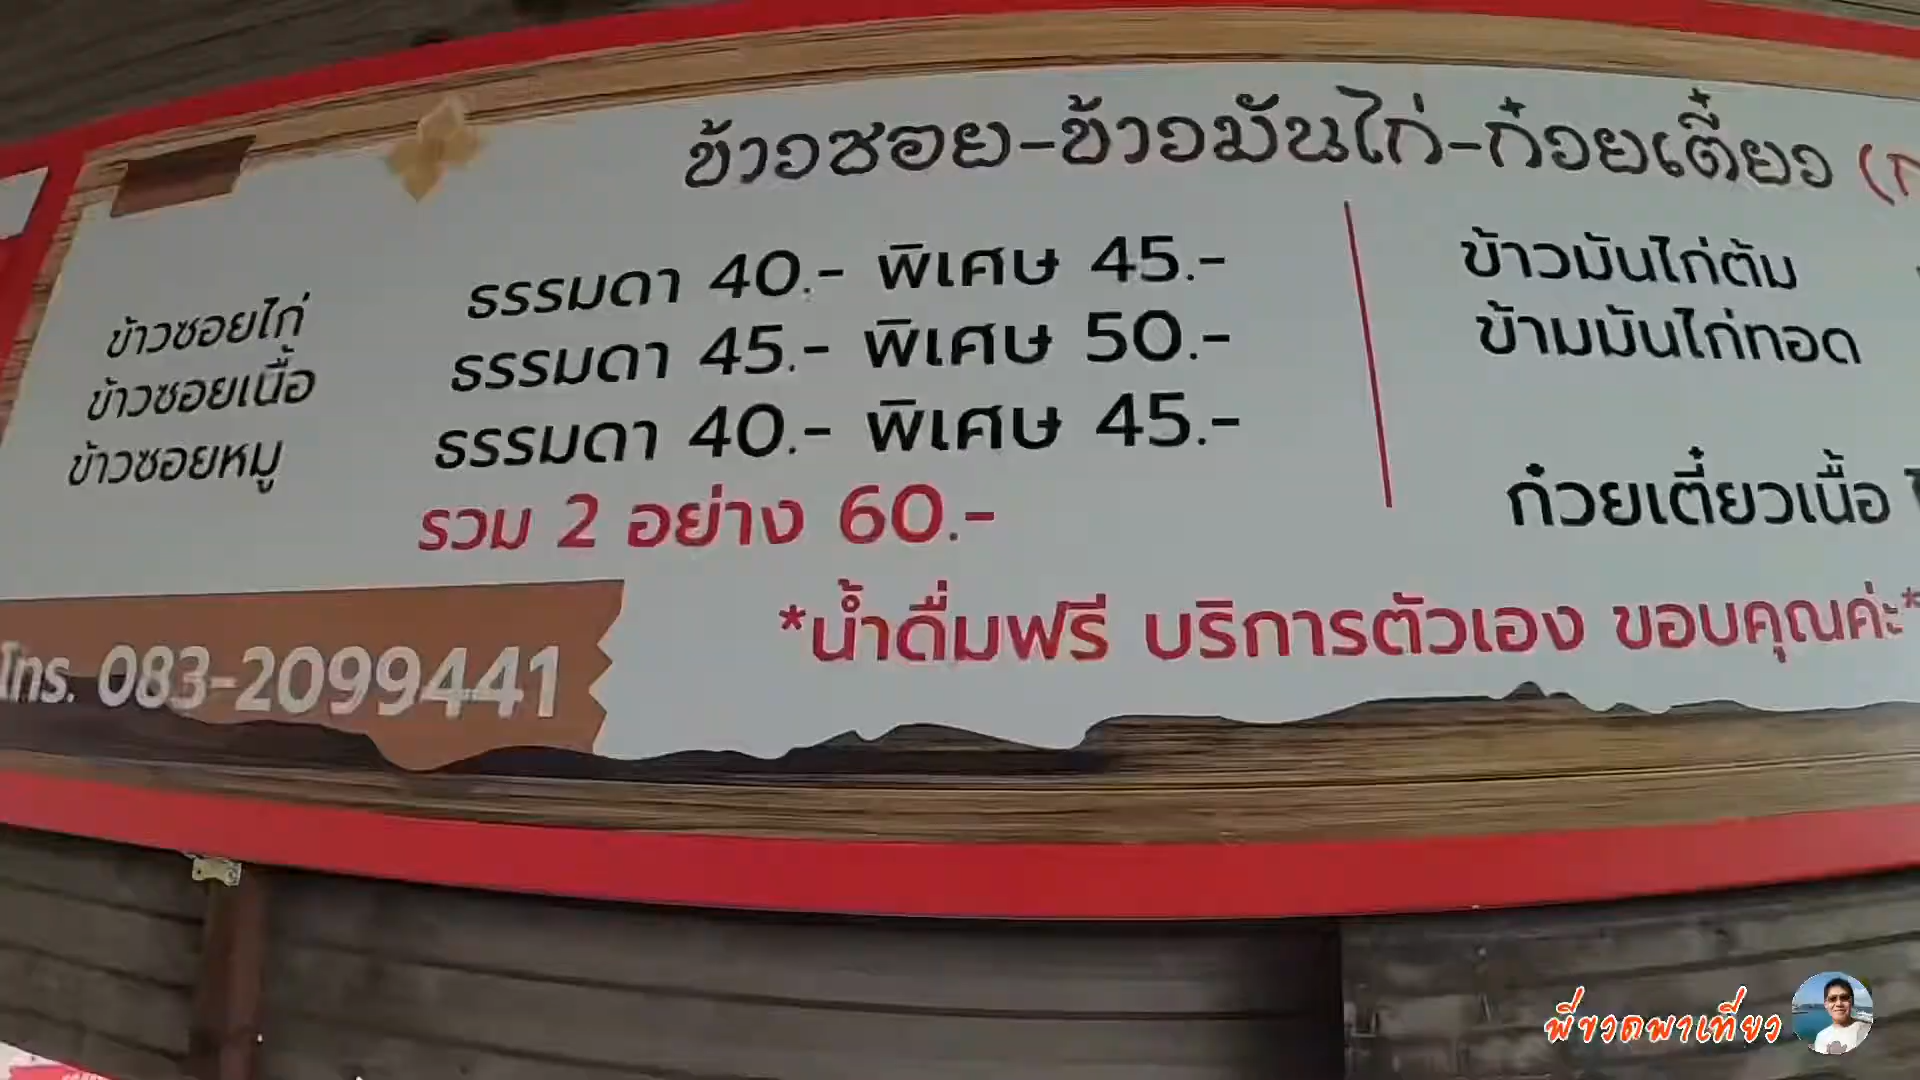 ข้าวซอย-ข้าวมันไก่-ก๋วยเตี๋ยว
ข้าวซอยไก่ ธรรมดา 40.- พิเศษ 45.-
ข้าวซอยเนื้อ ธรรมดา 45.- พิเศษ 50.-
ข้าวซอยหมู ธรรมดา 40.- พิเศษ 45.-
รวม 2 อย่าง 60.-
ข้าวมันไก่ต้ม
ข้ามมันไก่ทอด
ก๋วยเตี๋ยวเนื้อ
*น้ำดื่มฟรี บริการตัวเอง ขอบคุณค่ะ*
โทร. 083-2099441
พี่ขวดพาเที่ยว